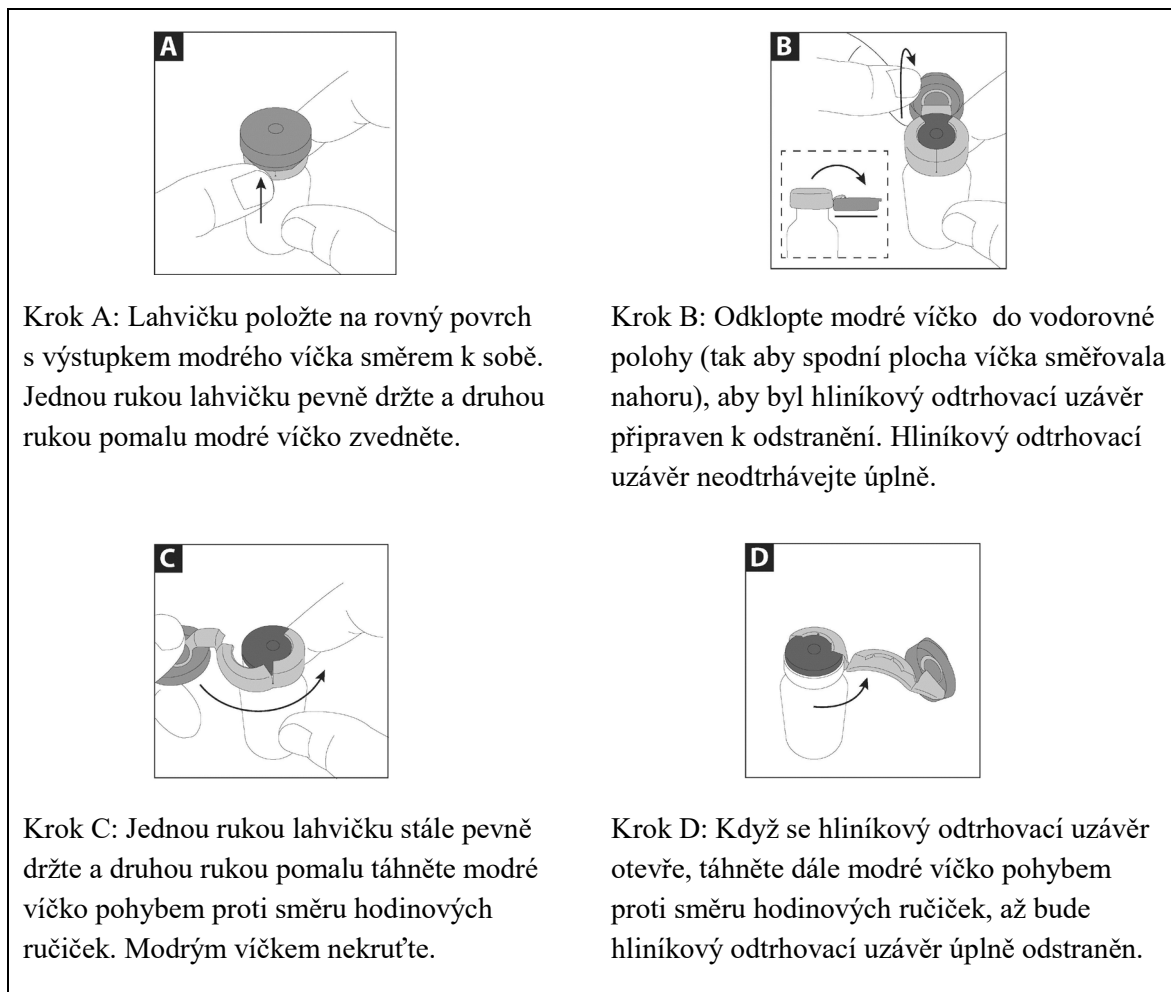 A
Krok A: Lahvičku položte na rovný povrch
s výstupkem modrého víčka směrem k sobě.
Jednou rukou lahvičku pevně držte a druhou
rukou pomalu modré víčko zvedněte.
B
Krok B: Odklopte modré víčko do vodorovné
polohy (tak aby spodní plocha víčka směřovala
nahoru), aby byl hliníkový odtrhovací uzávěr
připraven k odstranění. Hliníkový odtrhovací
uzávěr neodtrhávejte úplně.
C
Krok C: Jednou rukou lahvičku stále pevně
držte a druhou rukou pomalu táhněte modré
víčko pohybem proti směru hodinových
ručiček. Modrým víčkem nekruťte.
D
Krok D: Když se hliníkový odtrhovací uzávěr
otevře, táhněte dále modré víčko pohybem
proti směru hodinových ručiček, až bude
hliníkový odtrhovací uzávěr úplně odstraněn.